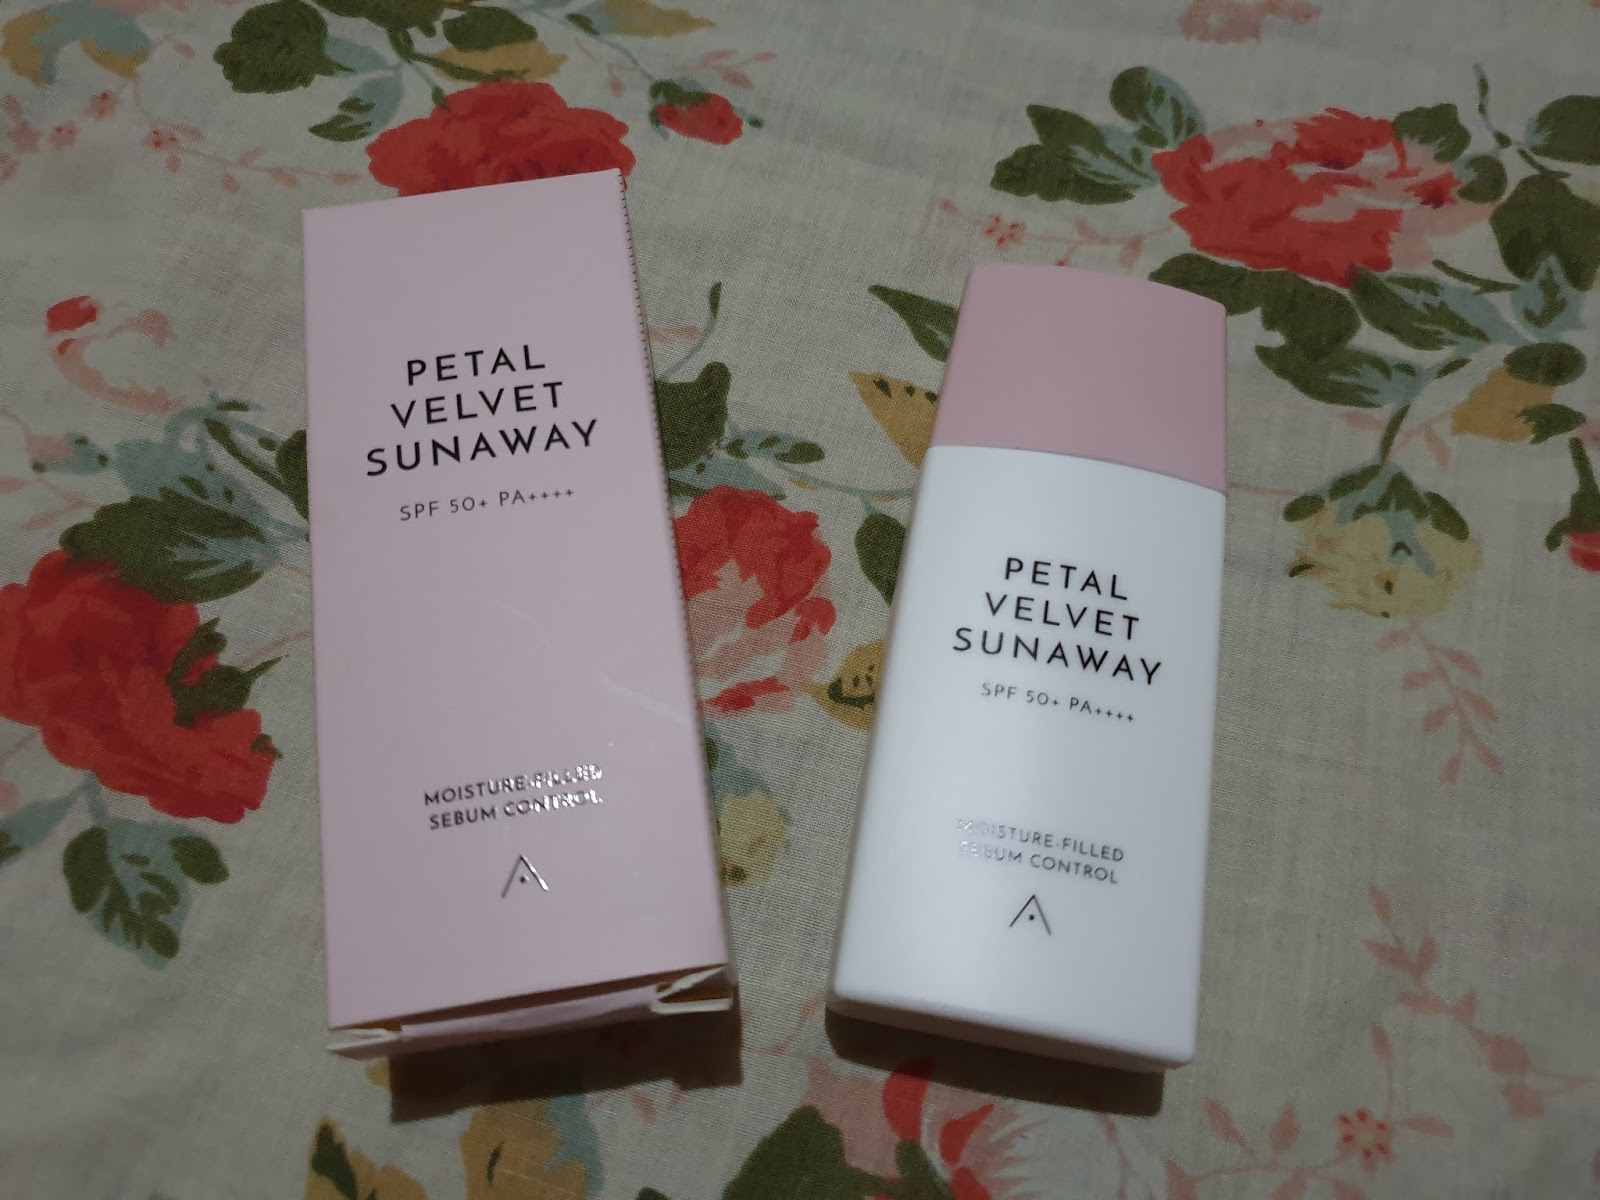 PETAL
VELVET
SUNAWAY
SPF 50+ PA++++
MOISTURE-FILLED
SEBUM CONTROL
PETAL
VELVET
SUNAWAY
SPF 50+ PA++++
MOISTURE-FILLED
SEBUM CONTROL